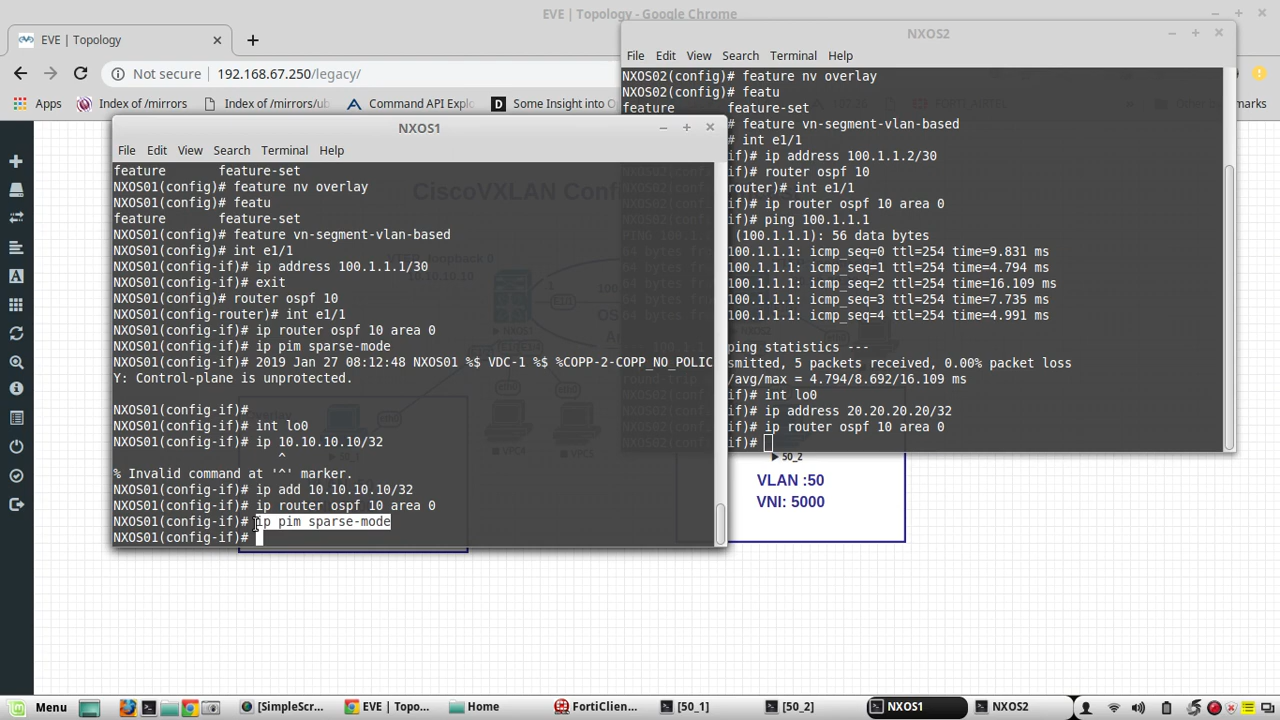 EVE | Topology - Google Chrome
EVE | Topology
Not secure
192.168.67.250/legacy/
Apps
Index of /mirrors
Index of /mirrors/ub
Command API Explo
Some Insight into O
marks
NXOS2
File Edit View Search Terminal Help
NXOS02(config)# feature nv overlay
NXOS02(config)# featu
feature feature-set
# feature vn-segment-vlan-based
# int e1/1
if)# ip address 100.1.1.2/30
if)# router ospf 10
router)# int e1/1
if)# ip router ospf 10 area 0
if)# ping 100.1.1.1
(100.1.1.1): 56 data bytes
100.1.1.1: icmp_seq=0 ttl=254 time=9.831 ms
100.1.1.1: icmp_seq=1 ttl=254 time=4.794 ms
100.1.1.1: icmp_seq=2 ttl=254 time=16.109 ms
100.1.1.1: icmp_seq=3 ttl=254 time=7.735 ms
100.1.1.1: icmp_seq=4 ttl=254 time=4.991 ms
ping statistics ---
smitted, 5 packets received, 0.00% packet loss
/avg/max = 4.794/8.692/16.109 ms
if)# int lo0
if)# ip address 20.20.20.20/32
if)# ip router ospf 10 area 0
if)#
NXOS1
File Edit View Search Terminal Help
feature feature-set
NXOS01(config)# feature nv overlay
NXOS01(config)# featu
feature feature-set
NXOS01(config)# feature vn-segment-vlan-based
NXOS01(config)# int e1/1
NXOS01(config-if)# ip address 100.1.1.1/30
NXOS01(config-if)# exit
NXOS01(config)# router ospf 10
NXOS01(config-router)# int e1/1
NXOS01(config-if)# ip router ospf 10 area 0
NXOS01(config-if)# ip pim sparse-mode
NXOS01(config-if)# 2019 Jan 27 08:12:48 NXOS01 %$ VDC-1 %$ %COPP-2-COPP_NO_POLIC
Y: Control-plane is unprotected.
NXOS01(config-if)#
NXOS01(config-if)# int lo0
NXOS01(config-if)# ip 10.10.10.10/32
^
% Invalid command at '^' marker.
NXOS01(config-if)# ip add 10.10.10.10/32
NXOS01(config-if)# ip router ospf 10 area 0
NXOS01(config-if)# ip pim sparse-mode
NXOS01(config-if)#
CiscoVXLAN Conf
50_2
VLAN :50
VNI: 5000
Menu
[SimpleScr...
EVE | Topo...
Home
FortiClien...
[50_1]
[50_2]
NXOS1
NXOS2